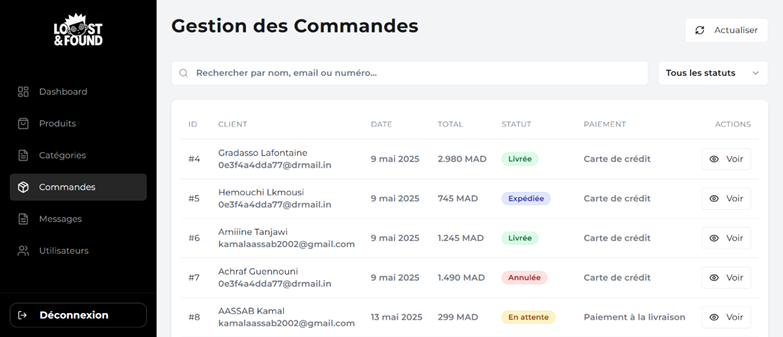 LOOST
& FOUND
Dashboard
Produits
Catégories
Commandes
Messages
Utilisateurs
Déconnexion
Gestion des Commandes
Actualiser
Rechercher par nom, email ou numéro...
Tous les statuts
ID CLIENT DATE TOTAL STATUT PAIEMENT ACTIONS
#4 Gradasso Lafontaine 9 mai 2025 2.980 MAD Livrée Carte de crédit Voir
0e3f4a4dda77@drmail.in
#5 Hemouchi Lkmousi 9 mai 2025 745 MAD Expédiée Carte de crédit Voir
0e3f4a4dda77@drmail.in
#6 Amiiine Tanjawi 9 mai 2025 1.245 MAD Livrée Carte de crédit Voir
kamalaassab2002@gmail.com
#7 Achraf Guennouni 9 mai 2025 1.490 MAD Annulée Carte de crédit Voir
0e3f4a4dda77@drmail.in
#8 AASSAB Kamal 13 mai 2025 299 MAD En attente Paiement à la livraison Voir
kamalaassab2002@gmail.com